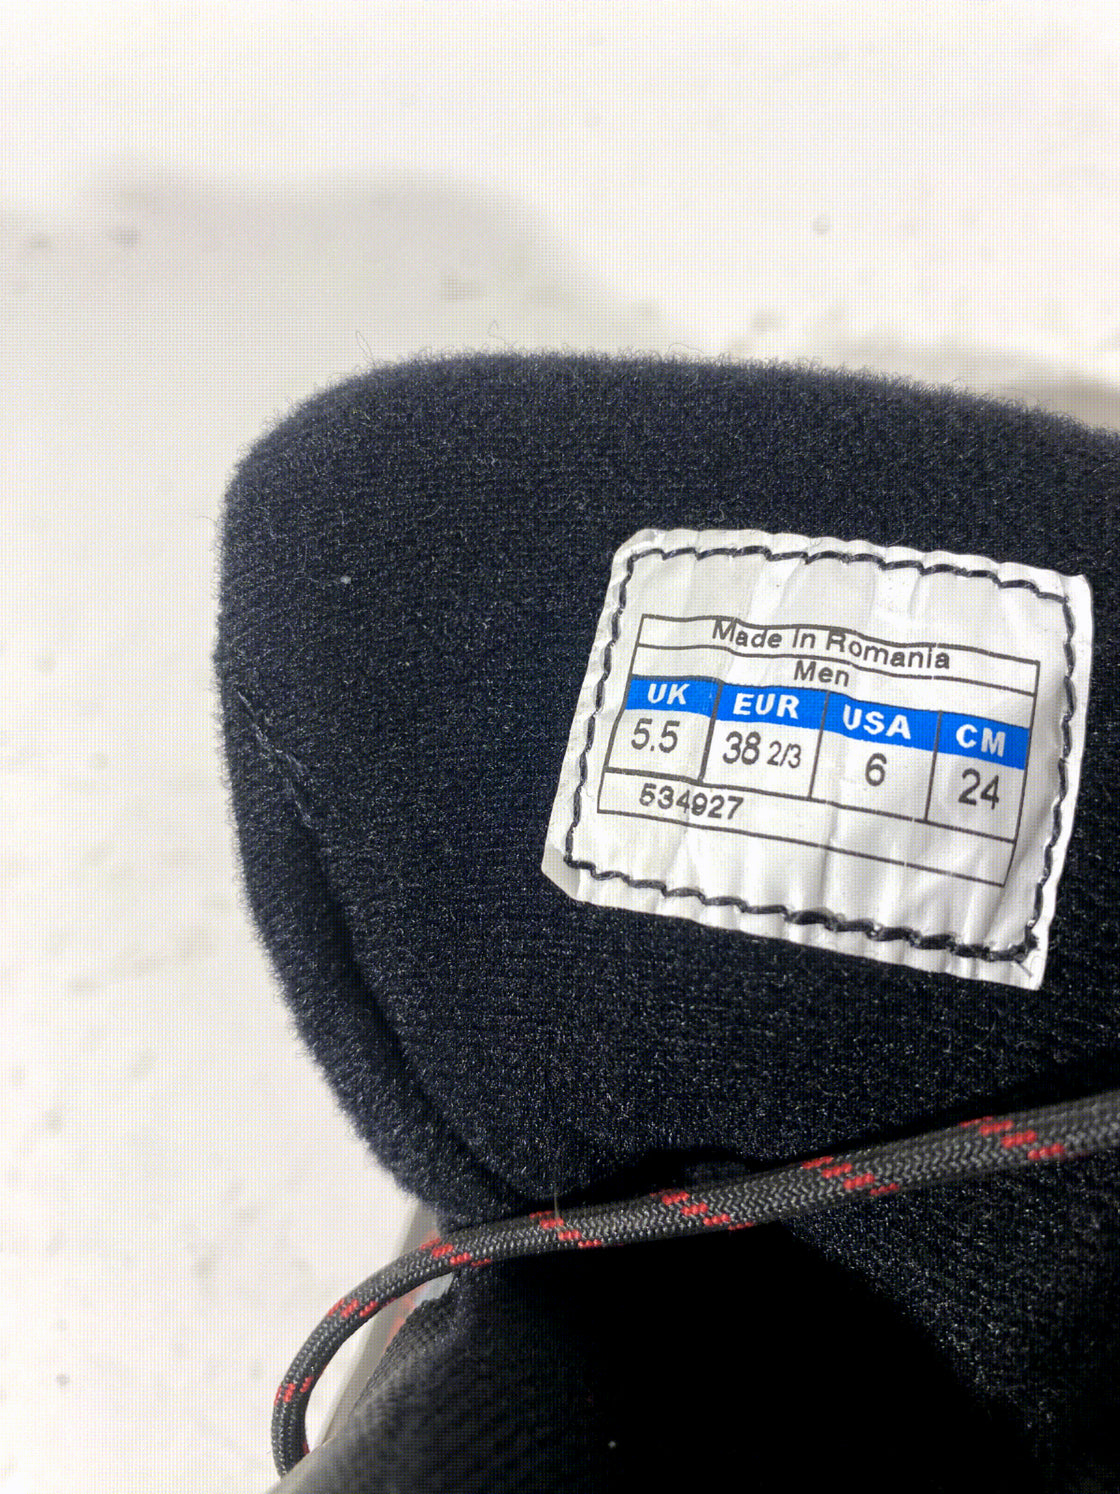 Made In Romania
Men
UK EUR USA CM
5.5 38 2/3 6 24
534927